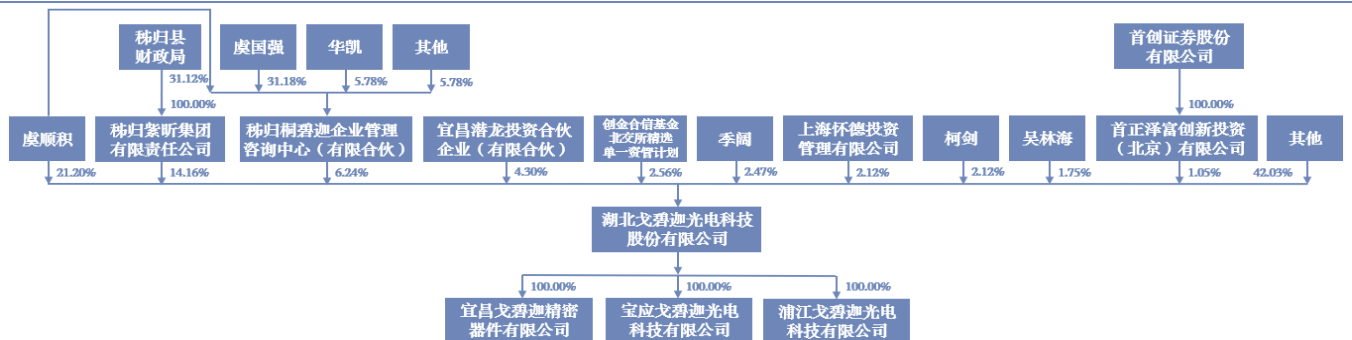 秭归县
财政局
虞国强
华凯
其他
首创证券股份
有限公司
31.12%
31.18%
5.78%
5.78%
100.00%
100.00%
虞顺积
秭归紫昕集团
有限责任公司
秭归桐碧迦企业管理
咨询中心（有限合伙）
宜昌潜龙投资合伙
企业（有限合伙）
创金合信基金
北交所精选
单一资管计划
季阔
上海怀德投资
管理有限公司
柯剑
吴林海
首正泽富创新投资
（北京）有限公司
其他
21.20%
14.16%
6.24%
4.30%
2.56%
2.47%
2.12%
2.12%
1.75%
1.05%
42.03%
湖北戈碧迦光电科技
股份有限公司
100.00%
100.00%
100.00%
宜昌戈碧迦精密
器件有限公司
宝应戈碧迦光电
科技有限公司
浦江戈碧迦光电
科技有限公司